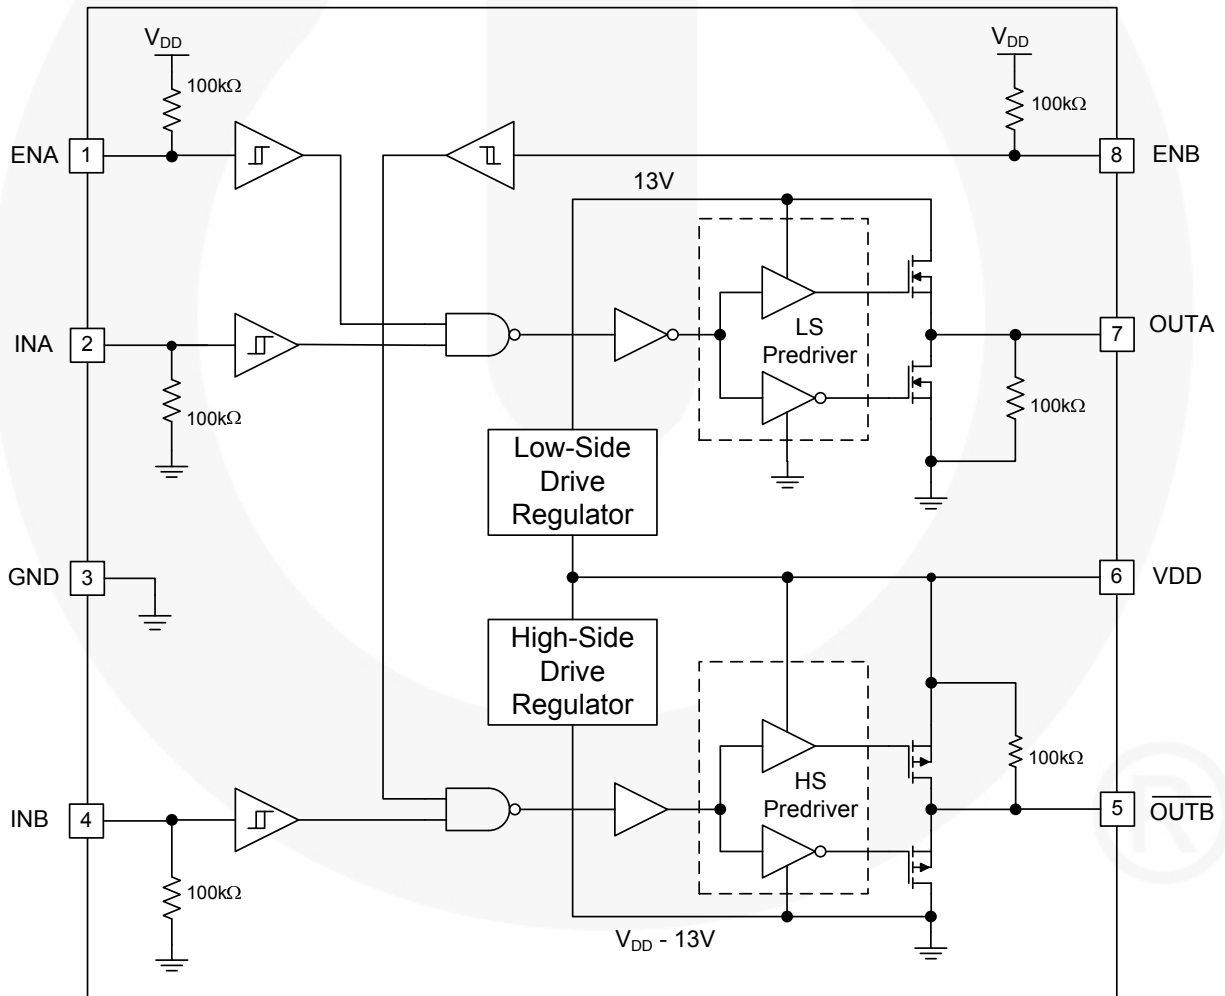 VDD
100kΩ
VDD
100kΩ
ENA
1
8
ENB
13V
INA
2
100kΩ
LS
Predriver
7
OUTA
100kΩ
Low-Side
Drive
Regulator
GND
3
6
VDD
High-Side
Drive
Regulator
100kΩ
HS
Predriver
INB
4
5
OUTB
100kΩ
VDD - 13V
®